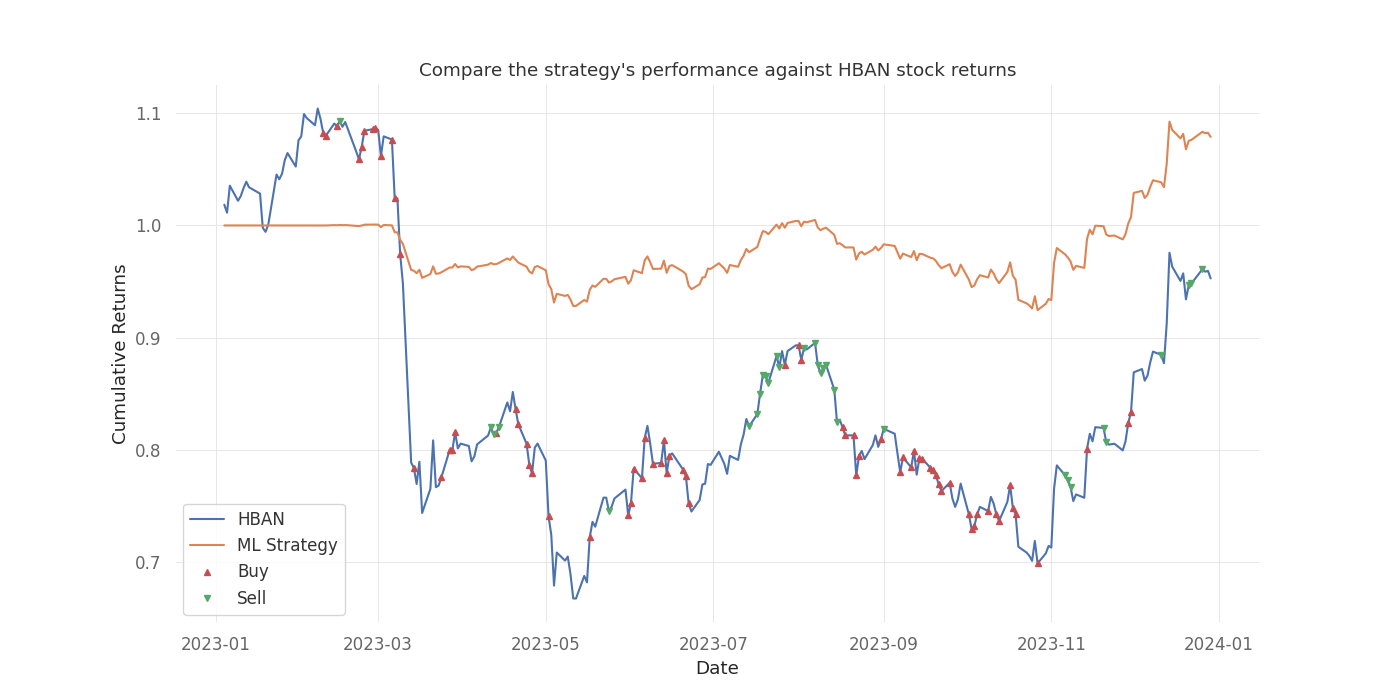 Compare the strategy's performance against HBAN stock returns
Cumulative Returns
1.1
1.0
0.9
0.8
0.7
HBAN
ML Strategy
Buy
Sell
2023-01
2023-03
2023-05
2023-07
2023-09
2023-11
2024-01
Date